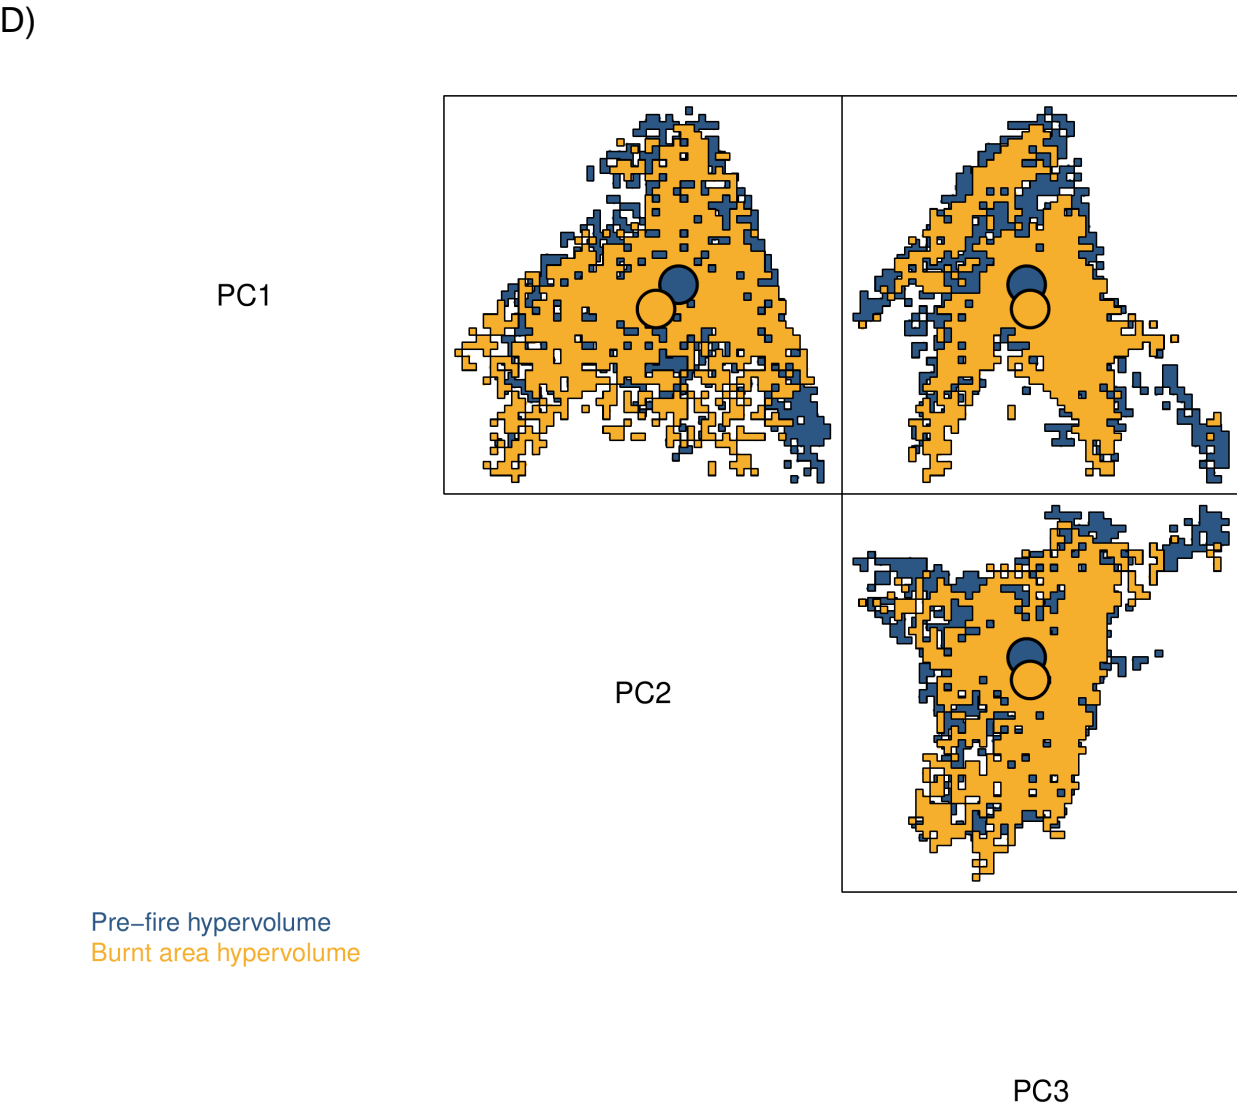 D)
PC1
PC2
Pre−fire hypervolume
Burnt area hypervolume
PC3